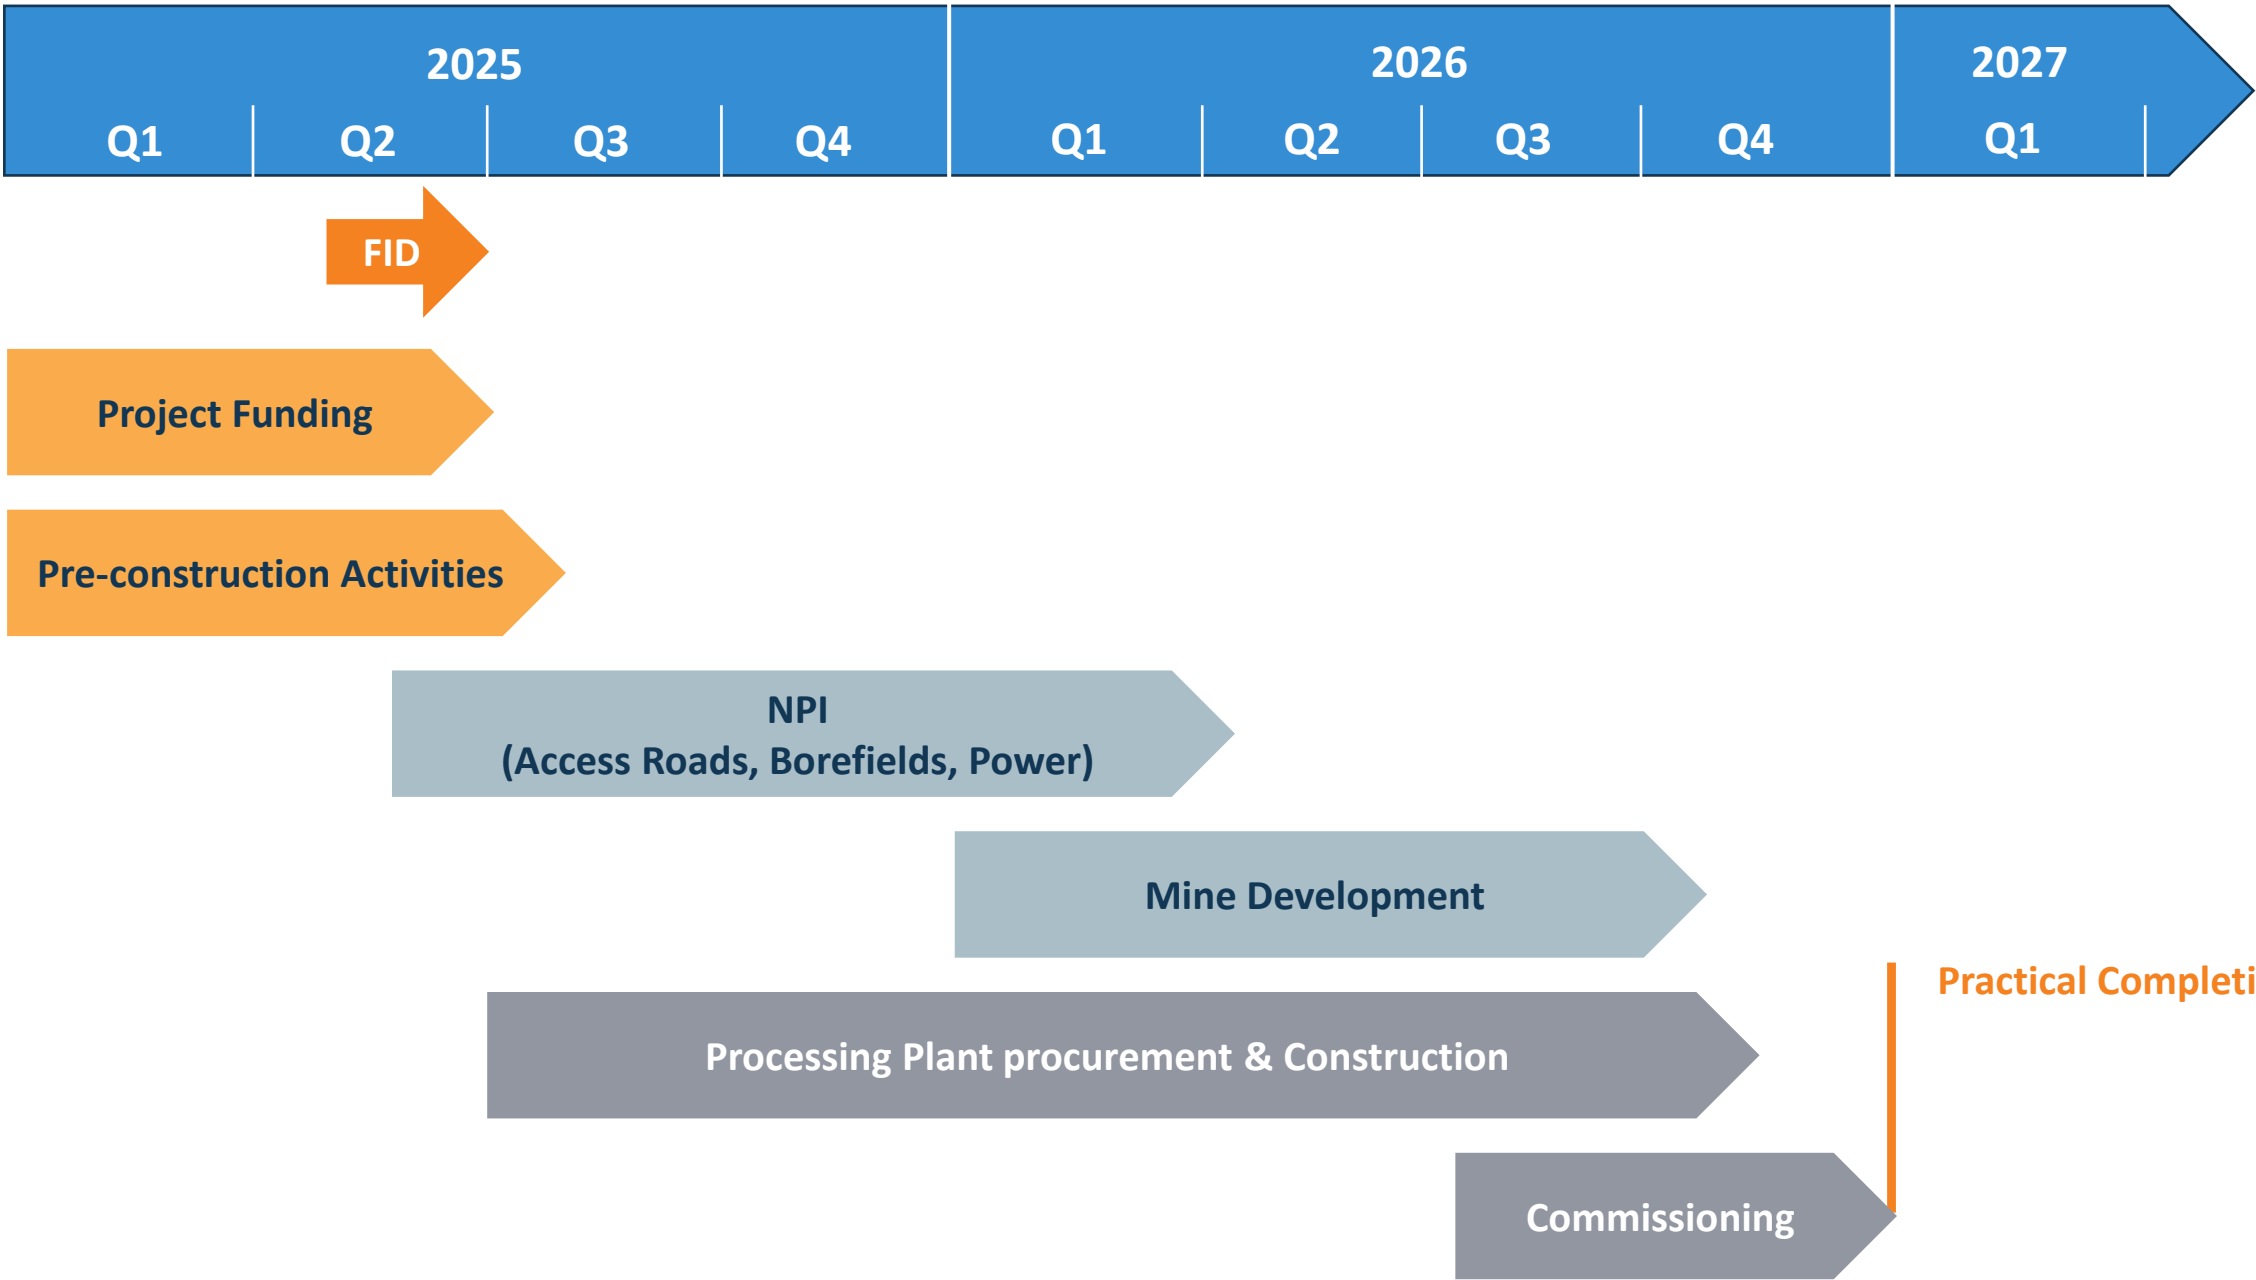 2025
2026
2027
Q1
Q2
Q3
Q4
Q1
Q2
Q3
Q4
Q1
FID
Project Funding
Pre-construction Activities
NPI
(Access Roads, Borefields, Power)
Mine Development
Practical Completi
Processing Plant procurement & Construction
Commissioning